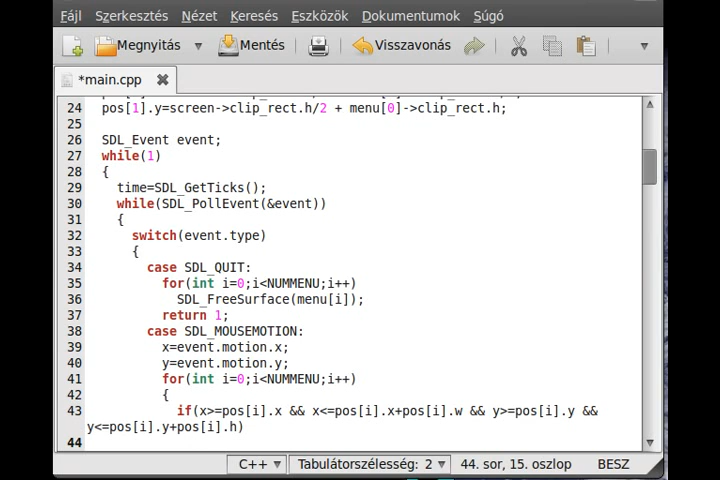 Fájl Szerkesztés Nézet Keresés Eszközök Dokumentumok Súgó
Megnyitás Mentés Visszavonás
*main.cpp
24 pos[1].y=screen->clip_rect.h/2 + menu[0]->clip_rect.h;
25
26 SDL_Event event;
27 while(1)
28 {
29 time=SDL_GetTicks();
30 while(SDL_PollEvent(&event))
31 {
32 switch(event.type)
33 {
34 case SDL_QUIT:
35 for(int i=0;i<NUMMENU;i++)
36 SDL_FreeSurface(menu[i]);
37 return 1;
38 case SDL_MOUSEMOTION:
39 x=event.motion.x;
40 y=event.motion.y;
41 for(int i=0;i<NUMMENU;i++)
42 {
43 if(x>=pos[i].x && x<=pos[i].x+pos[i].w && y>=pos[i].y &&
y<=pos[i].y+pos[i].h)
44
C++ Tabulátorszélesség: 2 44. sor, 15. oszlop BESZ